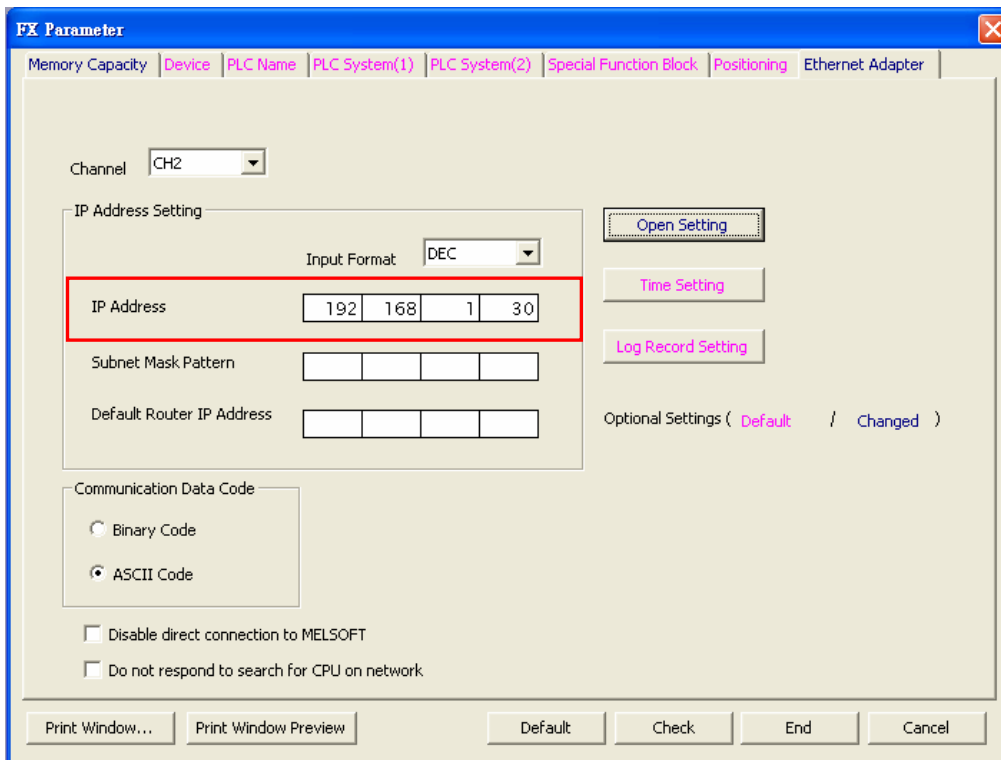 FX Parameter
Memory Capacity Device PLC Name PLC System(1) PLC System(2) Special Function Block Positioning Ethernet Adapter
Channel CH2
IP Address Setting
Input Format DEC
IP Address 192 168 1 30
Subnet Mask Pattern
Default Router IP Address
Open Setting
Time Setting
Log Record Setting
Optional Settings ( Default / Changed )
Communication Data Code
Binary Code
ASCII Code
Disable direct connection to MELSOFT
Do not respond to search for CPU on network
Print Window... Print Window Preview Default Check End Cancel